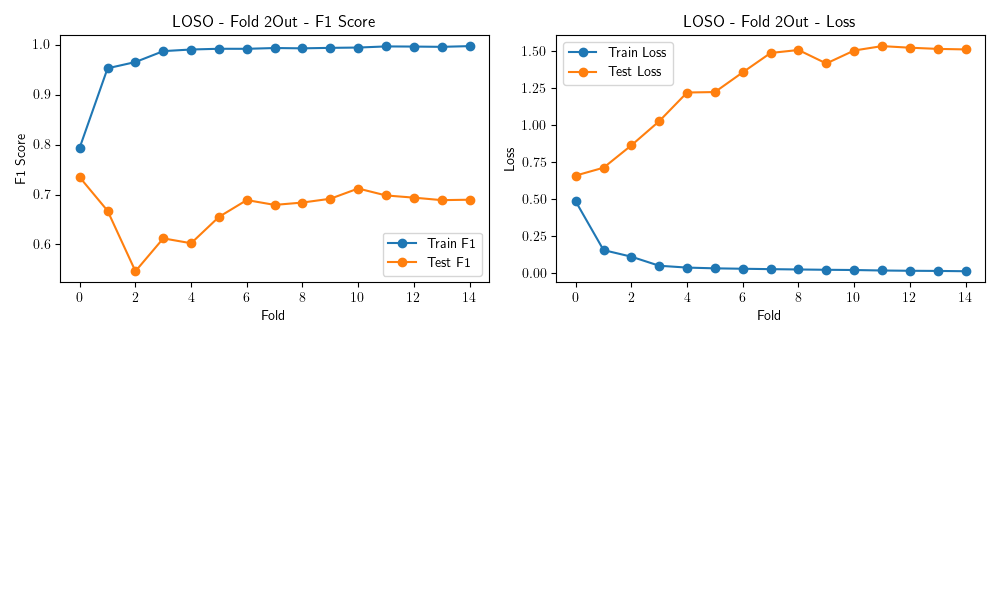 LOSO - Fold 2Out - F1 Score
1.0
0.9
0.8
0.7
0.6
F1 Score
Train F1
Test F1
0 2 4 6 8 10 12 14
Fold
LOSO - Fold 2Out - Loss
Train Loss
Test Loss
1.50
1.25
1.00
0.75
0.50
0.25
0.00
Loss
0 2 4 6 8 10 12 14
Fold